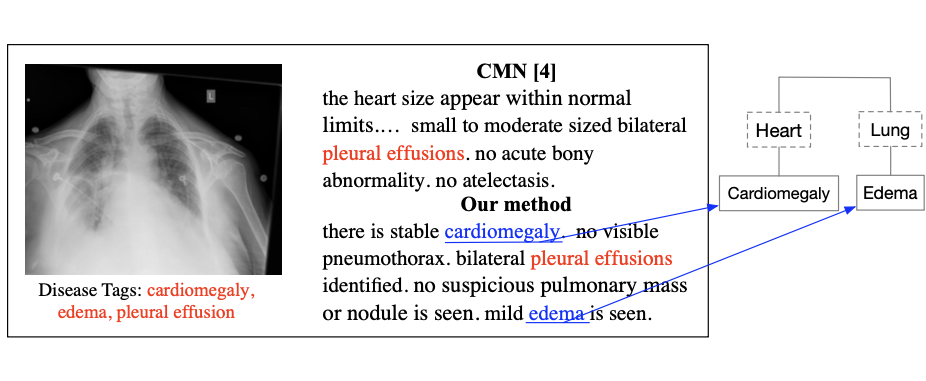 L
Disease Tags: cardiomegaly,
edema, pleural effusion
CMN [4]
the heart size appear within normal
limits.... small to moderate sized bilateral
pleural effusions. no acute bony
abnormality. no atelectasis.
Our method
there is stable cardiomegaly. no visible
pneumothorax. bilateral pleural effusions
identified. no suspicious pulmonary mass
or nodule is seen. mild edema is seen.
Heart
Lung
Cardiomegaly
Edema